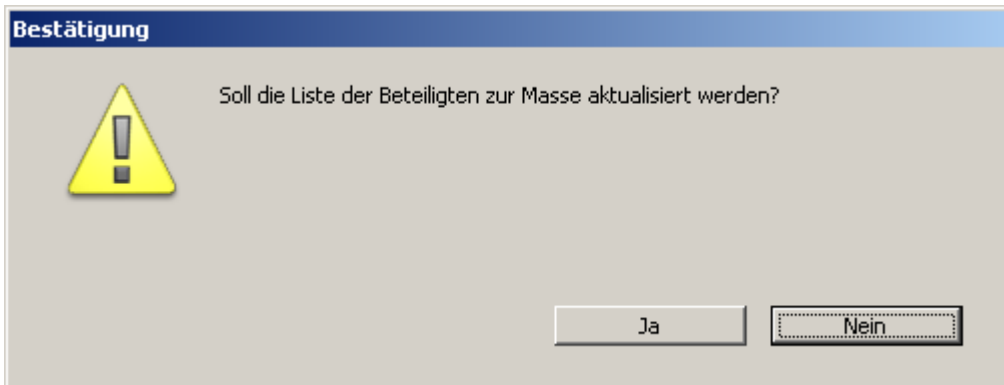 Bestätigung
Soll die Liste der Beteiligten zur Masse aktualisiert werden?
Ja
Nein